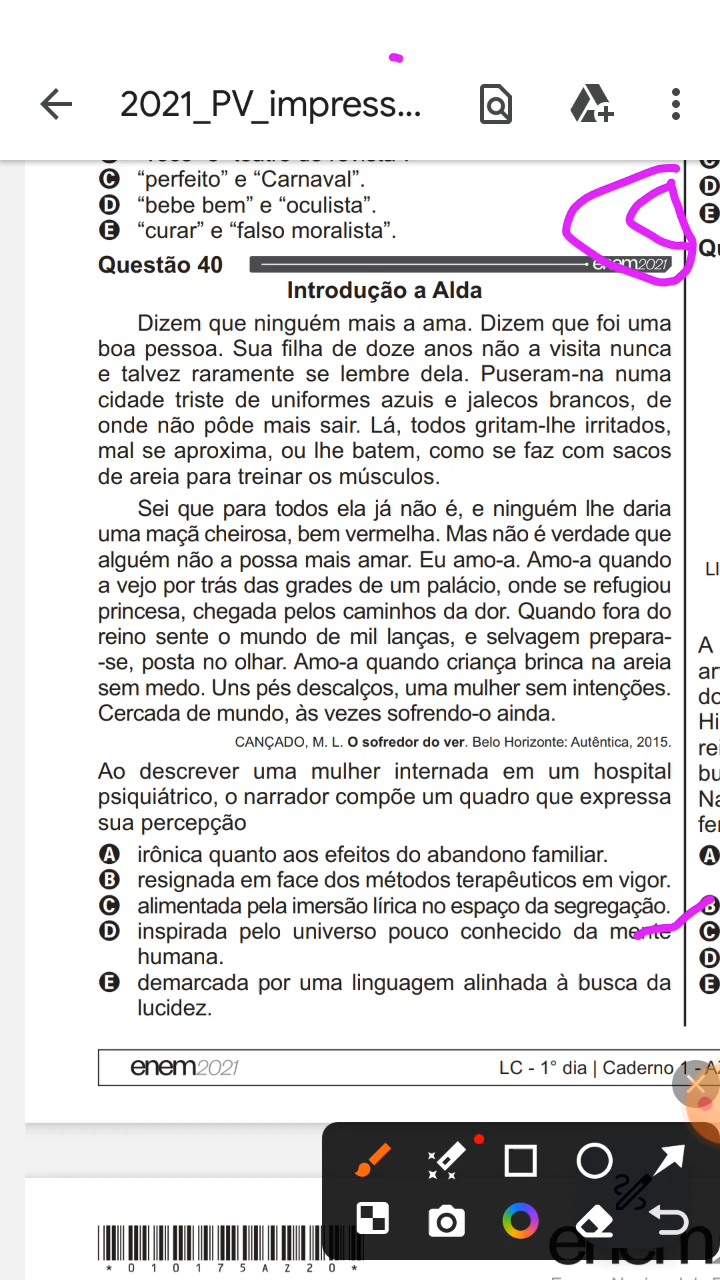 2021_PV_impress...
C "perfeito" e "Carnaval".
D "bebe bem" e "oculista".
E "curar" e "falso moralista".
D
E
Questão 40
enem2021
Introdução a Alda
Dizem que ninguém mais a ama. Dizem que foi uma
boa pessoa. Sua filha de doze anos não a visita nunca
e talvez raramente se lembre dela. Puseram-na numa
cidade triste de uniformes azuis e jalecos brancos, de
onde não pôde mais sair. Lá, todos gritam-lhe irritados,
mal se aproxima, ou lhe batem, como se faz com sacos
de areia para treinar os músculos.
Sei que para todos ela já não é, e ninguém lhe daria
uma maçã cheirosa, bem vermelha. Mas não é verdade que
alguém não a possa mais amar. Eu amo-a. Amo-a quando
a vejo por trás das grades de um palácio, onde se refugiou
princesa, chegada pelos caminhos da dor. Quando fora do
reino sente o mundo de mil lanças, e selvagem prepara-
-se, posta no olhar. Amo-a quando criança brinca na areia
sem medo. Uns pés descalços, uma mulher sem intenções.
Cercada de mundo, às vezes sofrendo-o ainda.
CANÇADO, M. L. O sofredor do ver. Belo Horizonte: Autêntica, 2015.
Ao descrever uma mulher internada em um hospital
psiquiátrico, o narrador compõe um quadro que expressa
sua percepção
A irônica quanto aos efeitos do abandono familiar.
B resignada em face dos métodos terapêuticos em vigor.
C alimentada pela imersão lírica no espaço da segregação.
D inspirada pelo universo pouco conhecido da mente
humana.
E demarcada por uma linguagem alinhada à busca da
lucidez.
A
B
C
D
E
enem2021
LC - 1° dia | Caderno 1 - AZ
*010175AZ20*